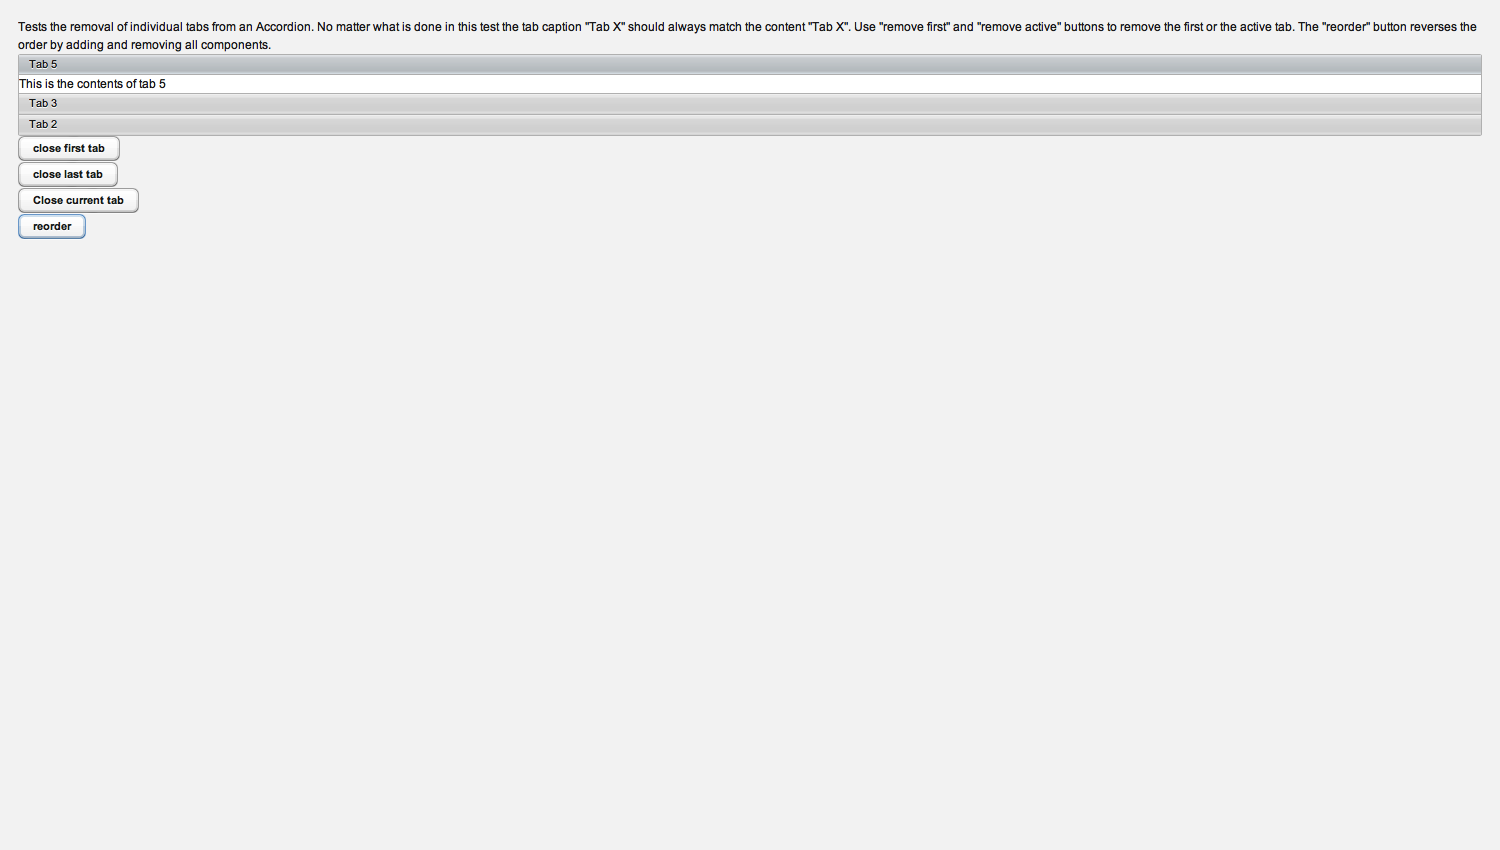 Tests the removal of individual tabs from an Accordion. No matter what is done in this test the tab caption "Tab X" should always match the content "Tab X". Use "remove first" and "remove active" buttons to remove the first or the active tab. The "reorder" button reverses the
order by adding and removing all components.
Tab 5
This is the contents of tab 5
Tab 3
Tab 2
close first tab
close last tab
Close current tab
reorder